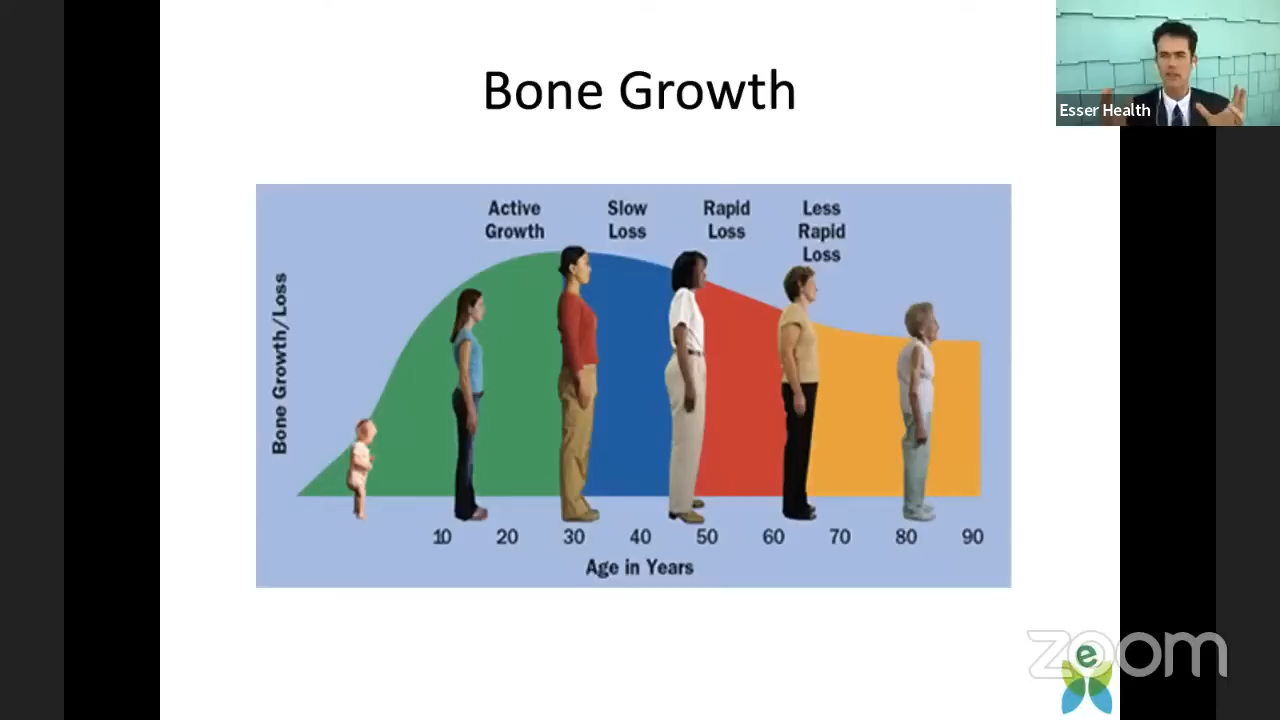 Bone Growth
Esser Health
Active
Growth
Slow
Loss
Rapid
Loss
Less
Rapid
Loss
Bone Growth/Loss
10 20 30 40 50 60 70 80 90
Age in Years
zoom
e